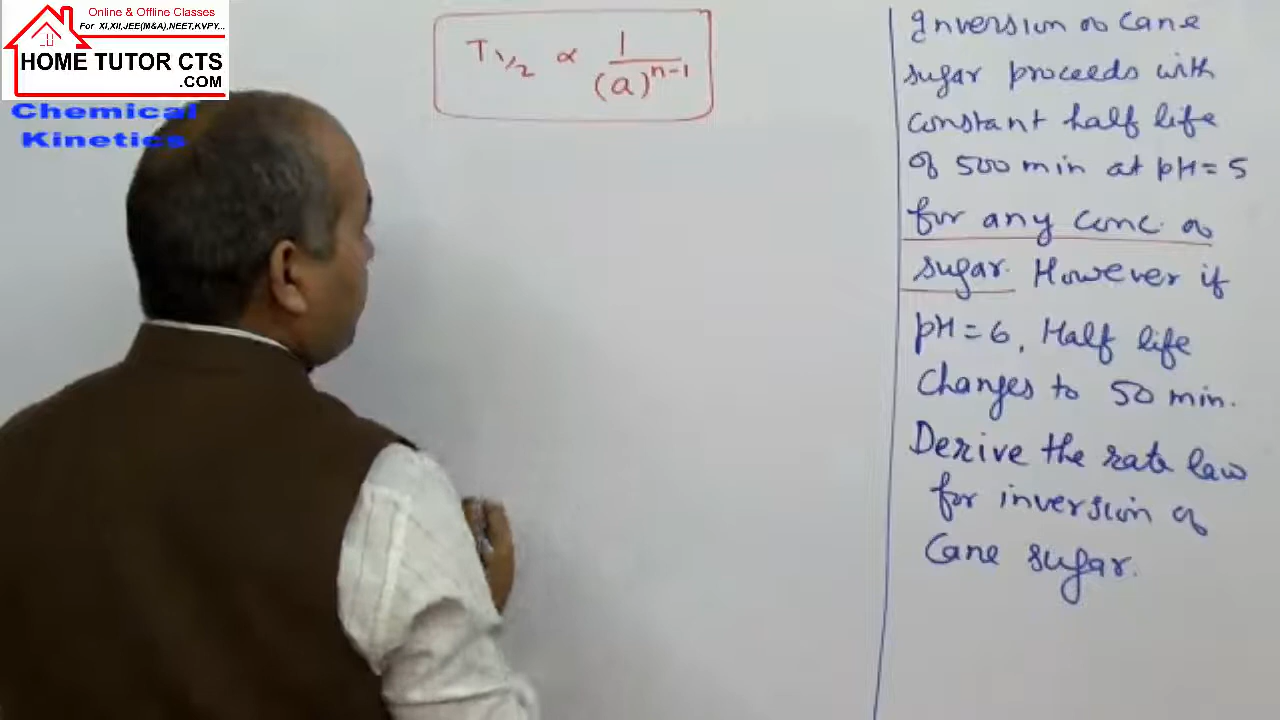 Online & Offline Classes
For XI,XII,JEE(M&A),NEET,KVPY...
HOME TUTOR CTS
.COM
Chemical
Kinetics
T 1/2 ∝ 1/(a)^n-1
Inversion of Cane
sugar proceeds with
constant half life
of 500 min at pH = 5
for any conc. of
sugar. However if
pH = 6, Half life
changes to 50 min.
Derive the rate law
for inversion of
Cane sugar.